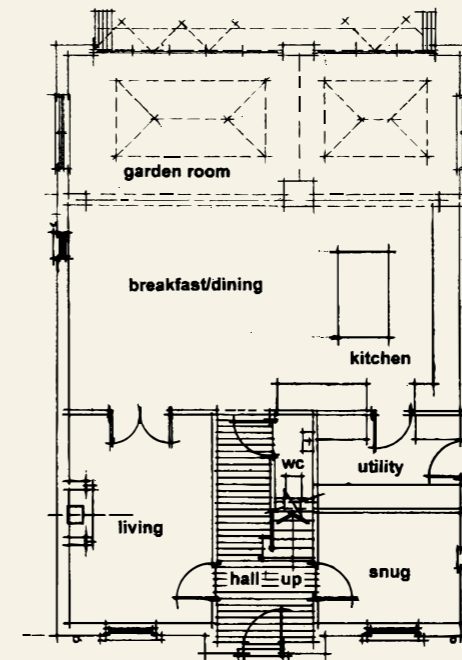 garden room
breakfast/dining
kitchen
wc
utility
living
hall up
snug